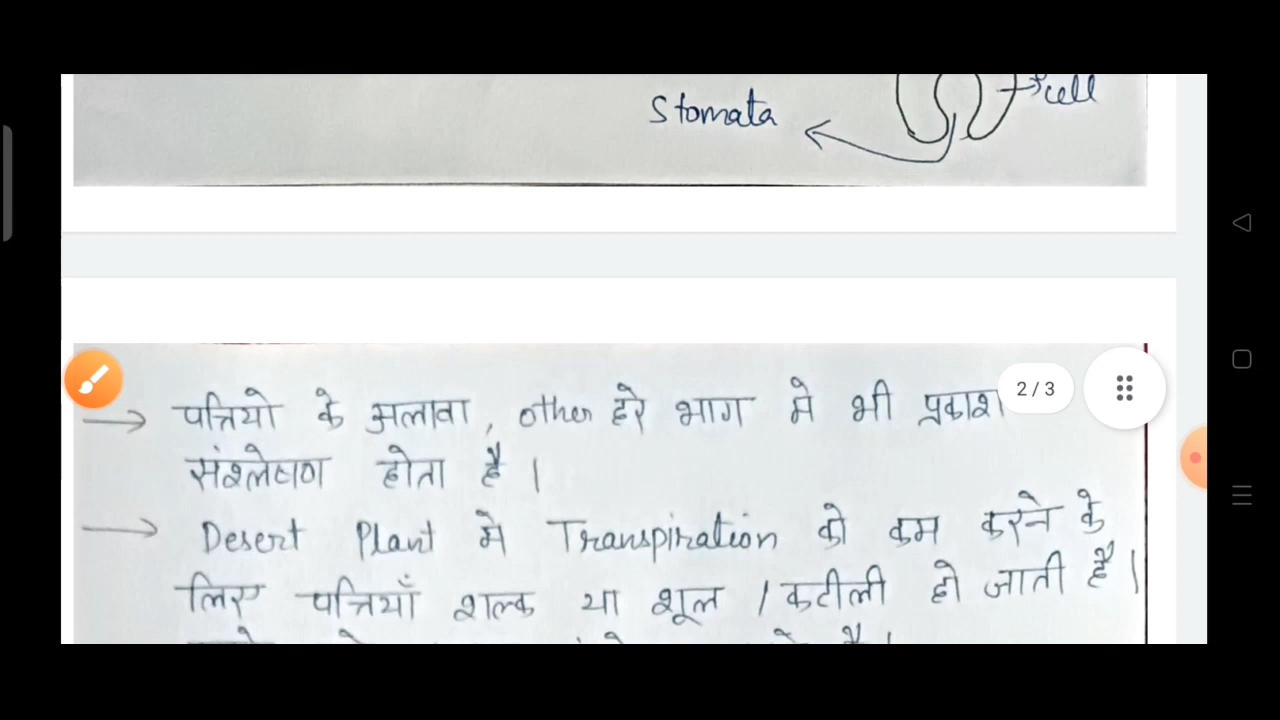 cell
Stomata
2 / 3
→ पत्तियो के अलावा, other हरे भाग मे भी प्रकाश
संश्लेषण होता है।
→ Desert Plant मे Transpiration को कम करने के
लिए पत्तियाँ शल्क या शूल / कटीली हो जाती है।